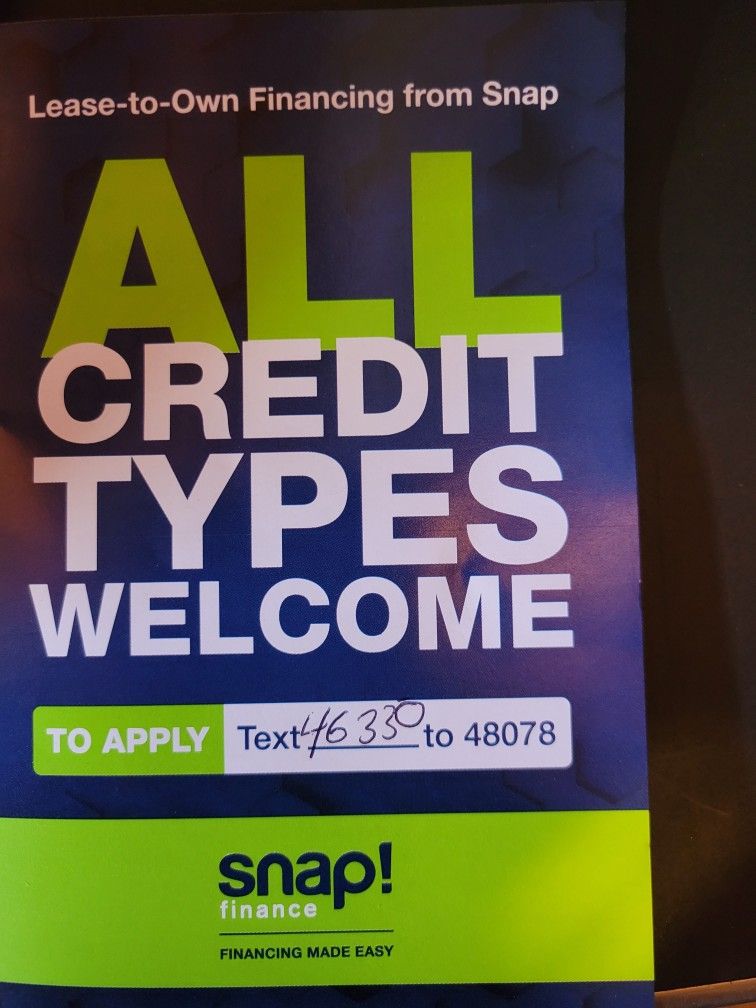 Lease-to-Own Financing from Snap
ALL
CREDIT
TYPES
WELCOME
TO APPLY Text 46330 to 48078
snap!
finance
FINANCING MADE EASY